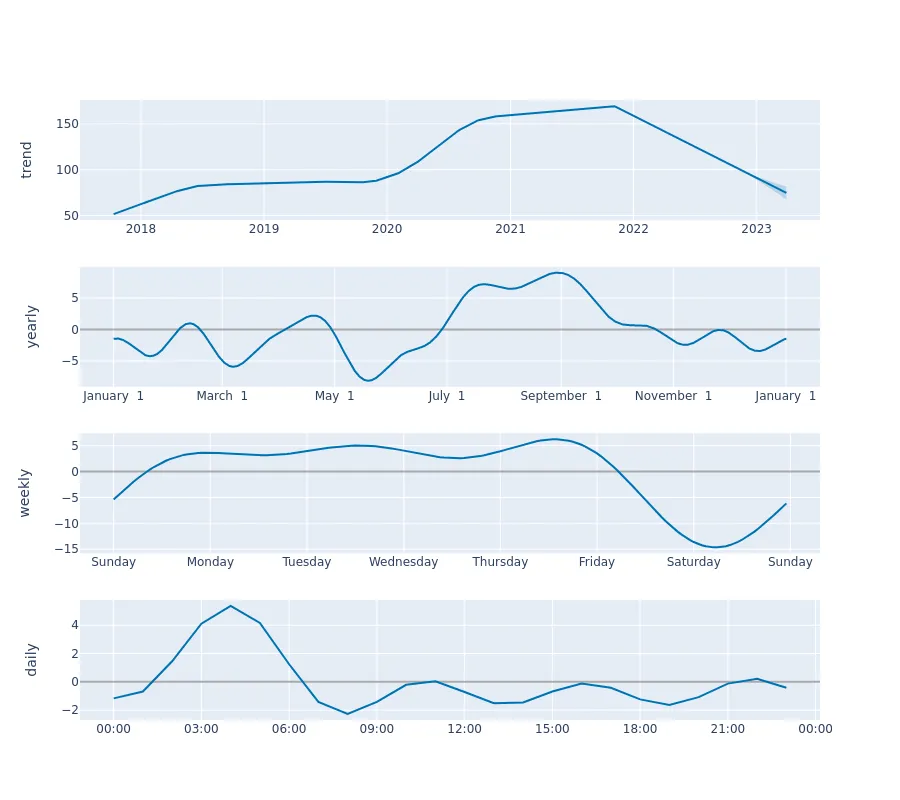 trend
150
100
50
2018 2019 2020 2021 2022 2023
yearly
5
0
−5
January 1 March 1 May 1 July 1 September 1 November 1 January 1
weekly
5
0
−5
−10
−15
Sunday Monday Tuesday Wednesday Thursday Friday Saturday Sunday
daily
4
2
0
−2
00:00 03:00 06:00 09:00 12:00 15:00 18:00 21:00 00:00